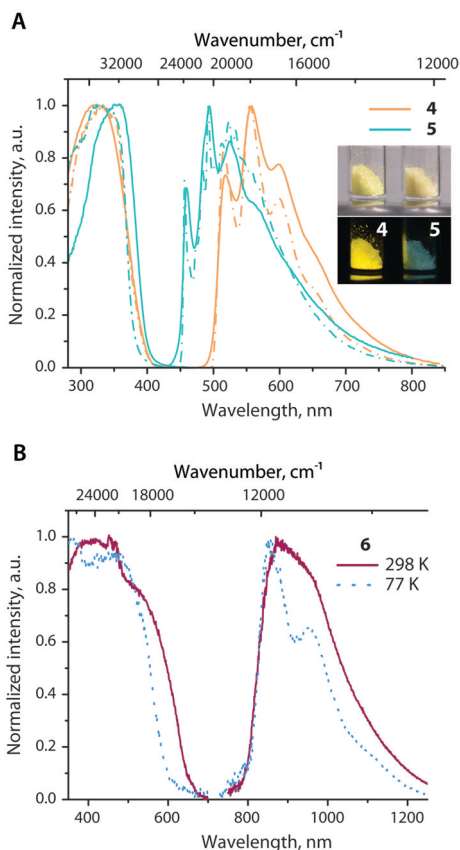 A
Wavenumber, cm⁻¹
32000 24000 20000 16000 12000
Normalized intensity, a.u.
1.0
0.8
0.6
0.4
0.2
0.0
4
5
4 5
300 400 500 600 700 800
Wavelength, nm
B
Wavenumber, cm⁻¹
24000 18000 12000
Normalized intensity, a.u.
1.0
0.8
0.6
0.4
0.2
0.0
6
298 K
77 K
400 600 800 1000 1200
Wavelength, nm